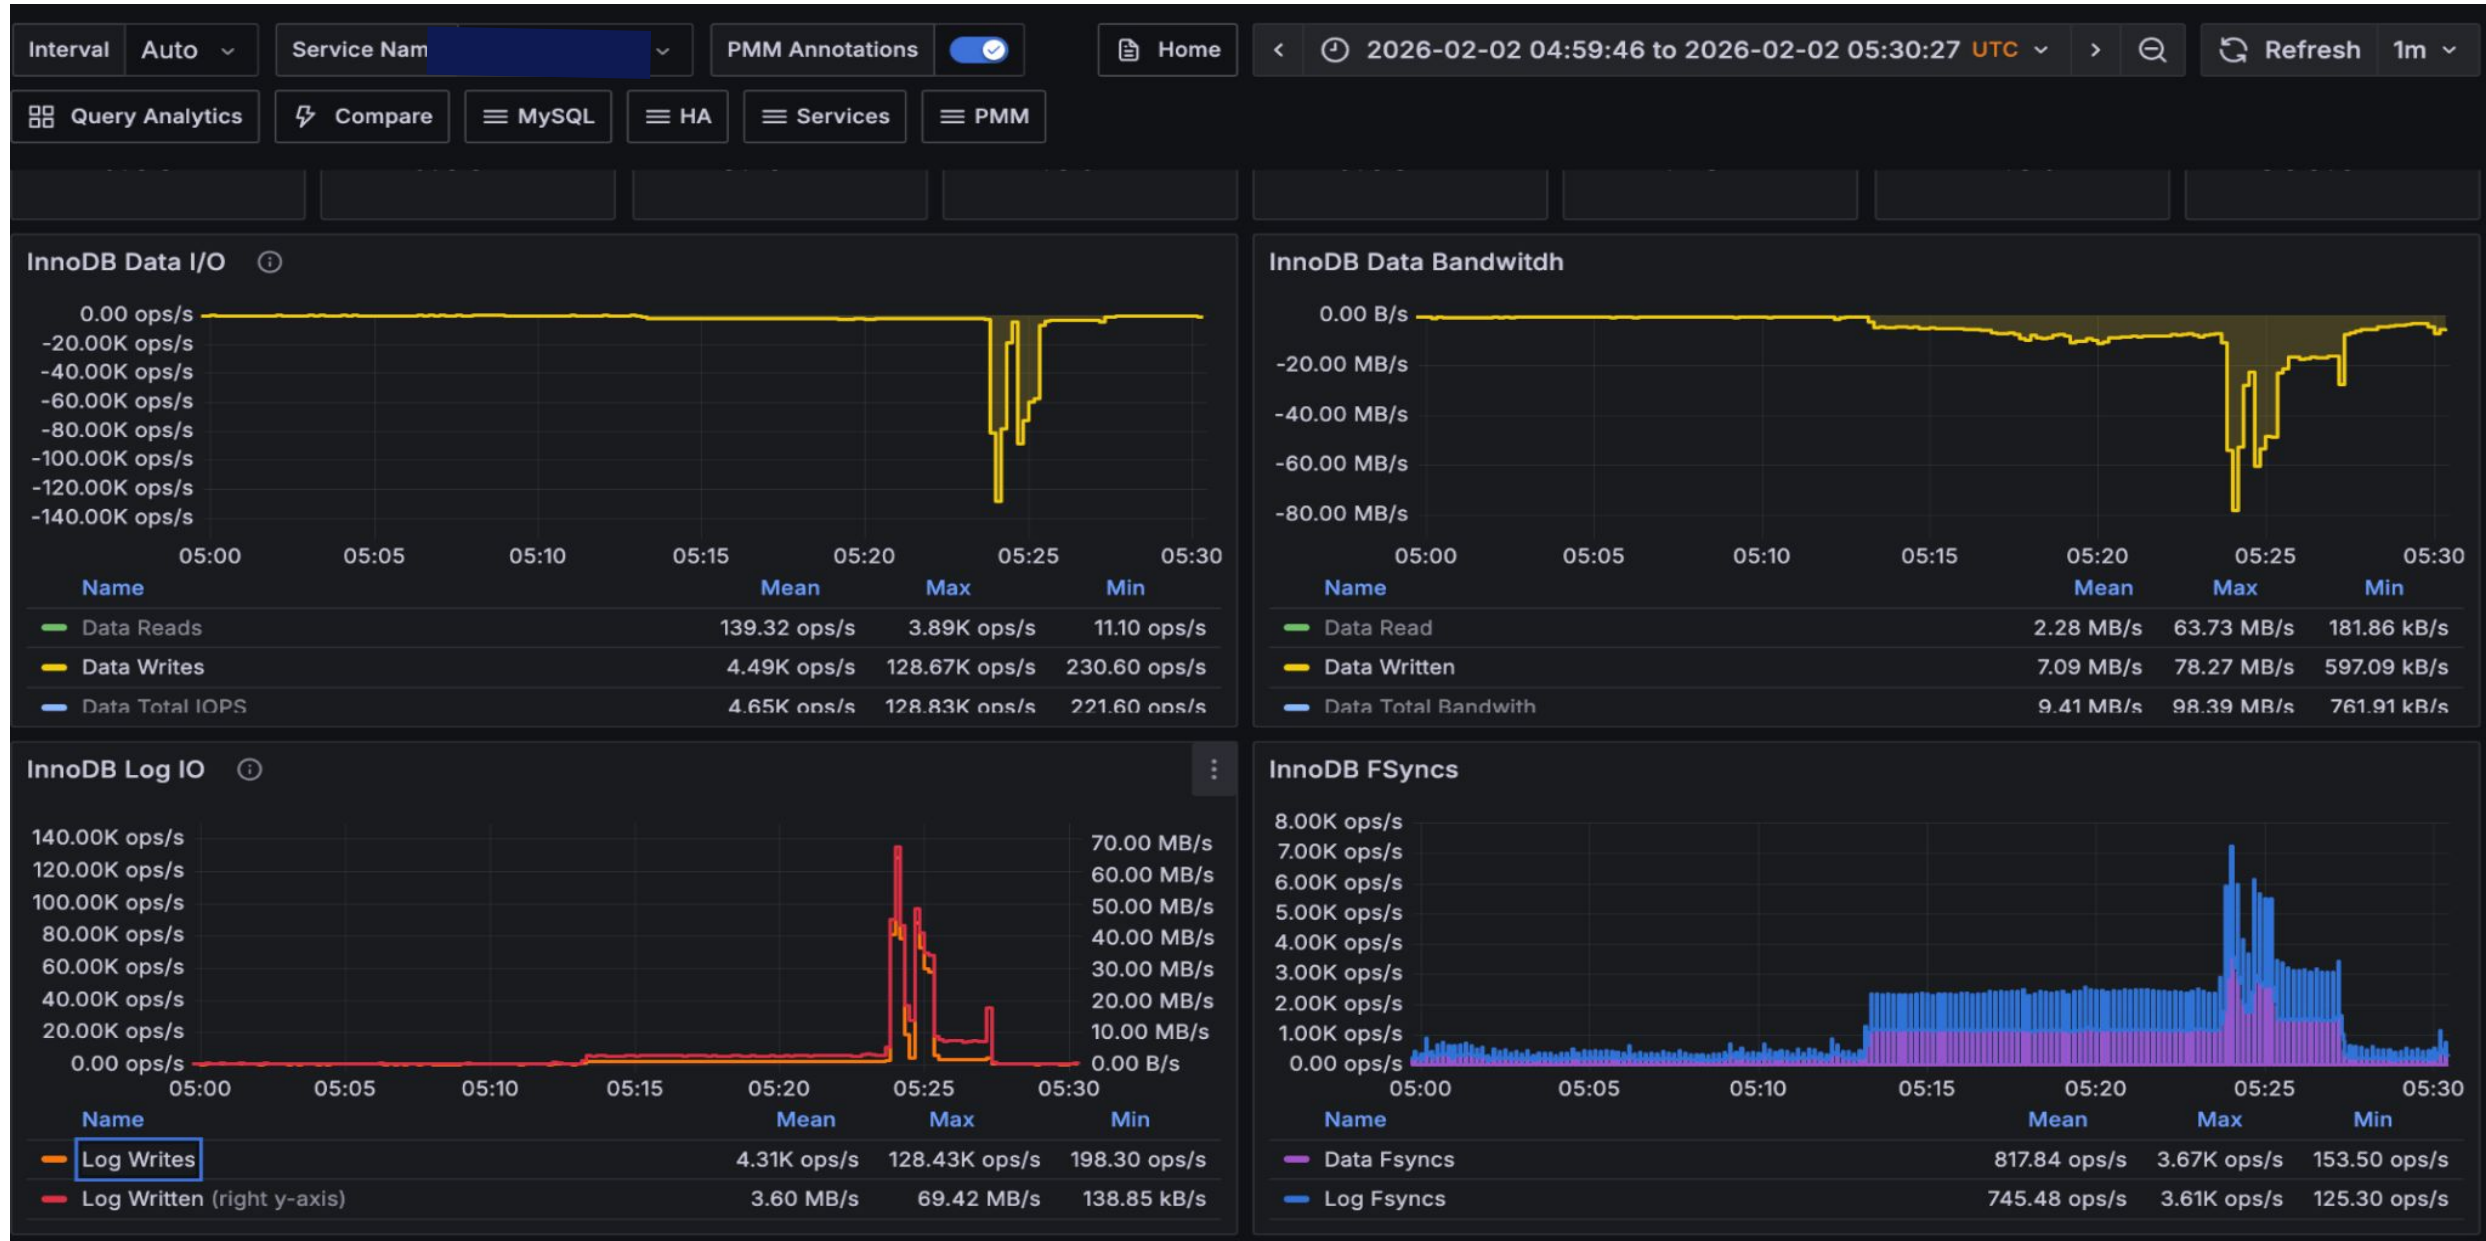 Interval Auto Service Nam PMM Annotations Home 2026-02-02 04:59:46 to 2026-02-02 05:30:27 UTC Refresh 1m
Query Analytics Compare MySQL HA Services PMM
InnoDB Data I/O
0.00 ops/s
-20.00K ops/s
-40.00K ops/s
-60.00K ops/s
-80.00K ops/s
-100.00K ops/s
-120.00K ops/s
-140.00K ops/s
05:00 05:05 05:10 05:15 05:20 05:25 05:30
Name Mean Max Min
Data Reads 139.32 ops/s 3.89K ops/s 11.10 ops/s
Data Writes 4.49K ops/s 128.67K ops/s 230.60 ops/s
Data Total IOPS 4.65K ops/s 128.83K ops/s 221.60 ops/s
InnoDB Data Bandwitdh
0.00 B/s
-20.00 MB/s
-40.00 MB/s
-60.00 MB/s
-80.00 MB/s
05:00 05:05 05:10 05:15 05:20 05:25 05:30
Name Mean Max Min
Data Read 2.28 MB/s 63.73 MB/s 181.86 kB/s
Data Written 7.09 MB/s 78.27 MB/s 597.09 kB/s
Data Total Bandwith 9.41 MB/s 98.39 MB/s 761.91 kB/s
InnoDB Log IO
140.00K ops/s 70.00 MB/s
120.00K ops/s 60.00 MB/s
100.00K ops/s 50.00 MB/s
80.00K ops/s 40.00 MB/s
60.00K ops/s 30.00 MB/s
40.00K ops/s 20.00 MB/s
20.00K ops/s 10.00 MB/s
0.00 ops/s 0.00 B/s
05:00 05:05 05:10 05:15 05:20 05:25 05:30
Name Mean Max Min
Log Writes 4.31K ops/s 128.43K ops/s 198.30 ops/s
Log Written (right y-axis) 3.60 MB/s 69.42 MB/s 138.85 kB/s
InnoDB FSyncs
8.00K ops/s
7.00K ops/s
6.00K ops/s
5.00K ops/s
4.00K ops/s
3.00K ops/s
2.00K ops/s
1.00K ops/s
0.00 ops/s
05:00 05:05 05:10 05:15 05:20 05:25 05:30
Name Mean Max Min
Data Fsyncs 817.84 ops/s 3.67K ops/s 153.50 ops/s
Log Fsyncs 745.48 ops/s 3.61K ops/s 125.30 ops/s